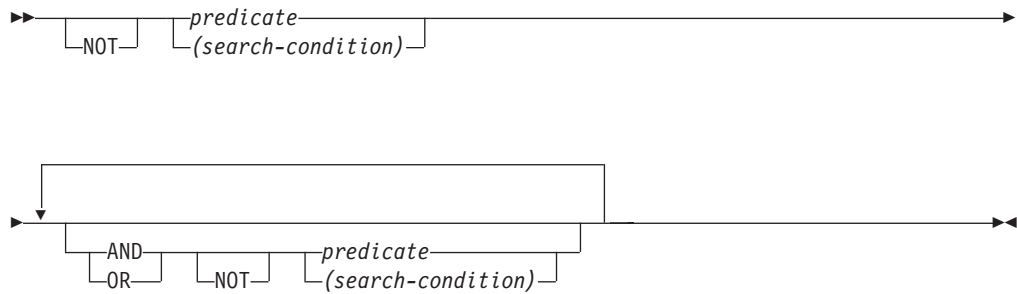 predicate
NOT (search-condition)
AND predicate
OR NOT (search-condition)